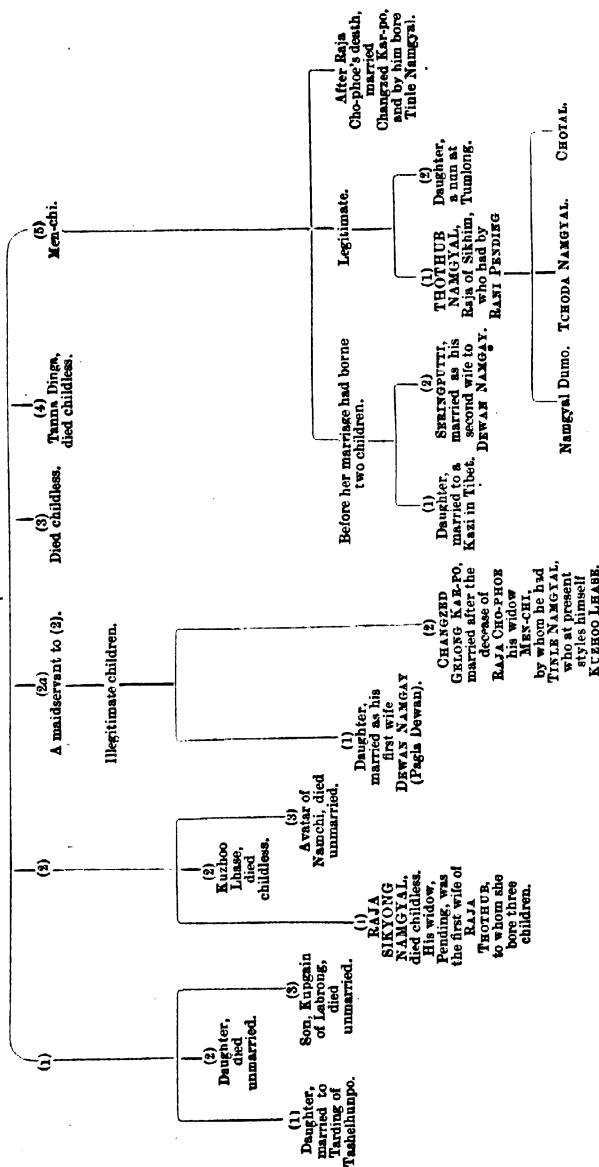 (1)
(1)
Daughter,
married to
Tarding of
Tashelhunpo.
(2)
Daughter,
died
unmarried.
(3)
Son, Kupgain
of Labrong,
died
unmarried.
(2)
(1)
RAJA
SIKYONG
NAMGYAL,
died childless.
His widow,
Pending, was
the first wife of
RAJA
THOTHUB,
to whom she
bore three
children.
(2)
Kuzhoo
Lhase,
died
childless.
(3)
Avatar of
Namchi, died
unmarried.
(2a)
A maidservant to (2).
Illegitimate children.
(1)
Daughter,
married as his
first wife
DEWAN NAMGAY
(Pagla Dewan).
(2)
CHANGZED
GELONG KAR-PO,
married after the
decease of
RAJA CHO-PHOE
his widow
MEN-CHI,
by whom he had
TINLE NAMGYAL,
who at present
styles himself
KUZHOO LHASE.
(3)
Died childless.
(4)
Tanna Dinga,
died childless.
(5)
Men-chi.
Before her marriage had borne
two children.
(1)
Daughter,
married to a
Kazi in Tibet.
(2)
SERINGPUTTI,
married as his
second wife to
DEWAN NAMGAY.
Legitimate.
(1)
THOTHUB
NAMGYAL,
Raja of Sikhim,
who had by
RANI PENDING
(2)
Daughter,
a nun at
Tumlong.
Namgyal Dumo. TCHODA NAMGYAL. CHOTAL.
After Raja
Cho-phoe's death,
married
Changzed Kar-po,
and by him bore
Tinle Namgyal.